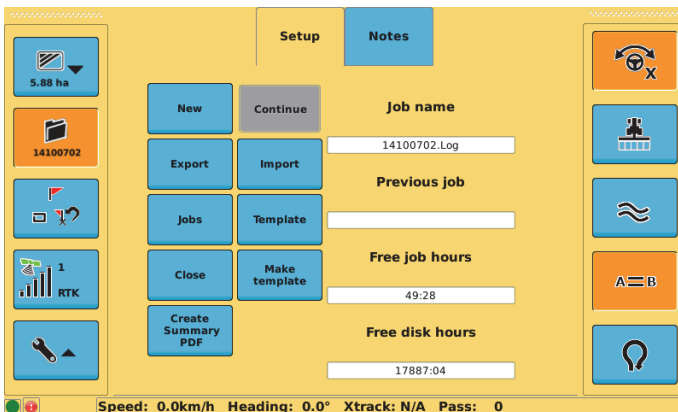 Setup
Notes
5.88 ha
14100702
1
RTK
New
Continue
Export
Import
Jobs
Template
Close
Make
template
Create
Summary
PDF
Job name
14100702.Log
Previous job
Free job hours
49:28
Free disk hours
17887:04
X
A=B
Speed: 0.0km/h Heading: 0.0° Xtrack: N/A Pass: 0